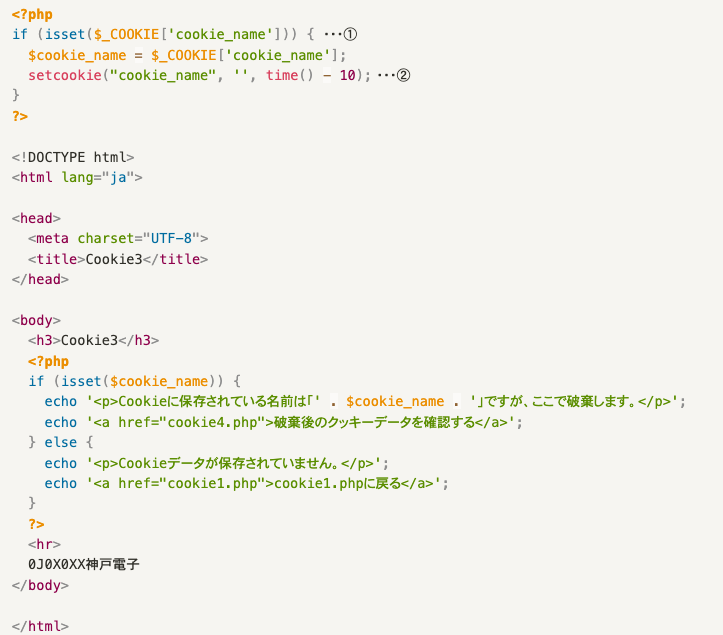 <?php
if (isset($_COOKIE['cookie_name'])) { ･･･①
  $cookie_name = $_COOKIE['cookie_name'];
  setcookie("cookie_name", '', time() - 10); ･･･②
}
?>

<!DOCTYPE html>
<html lang="ja">

<head>
  <meta charset="UTF-8">
  <title>Cookie3</title>
</head>

<body>
  <h3>Cookie3</h3>
  <?php
  if (isset($cookie_name)) {
    echo '<p>Cookieに保存されている名前は「' . $cookie_name . '」ですが、ここで破棄します。</p>';
    echo '<a href="cookie4.php">破棄後のクッキーデータを確認する</a>';
  } else {
    echo '<p>Cookieデータが保存されていません。</p>';
    echo '<a href="cookie1.php">cookie1.phpに戻る</a>';
  }
  ?>
  <hr>
  0J0X0XX神戸電子
</body>

</html>